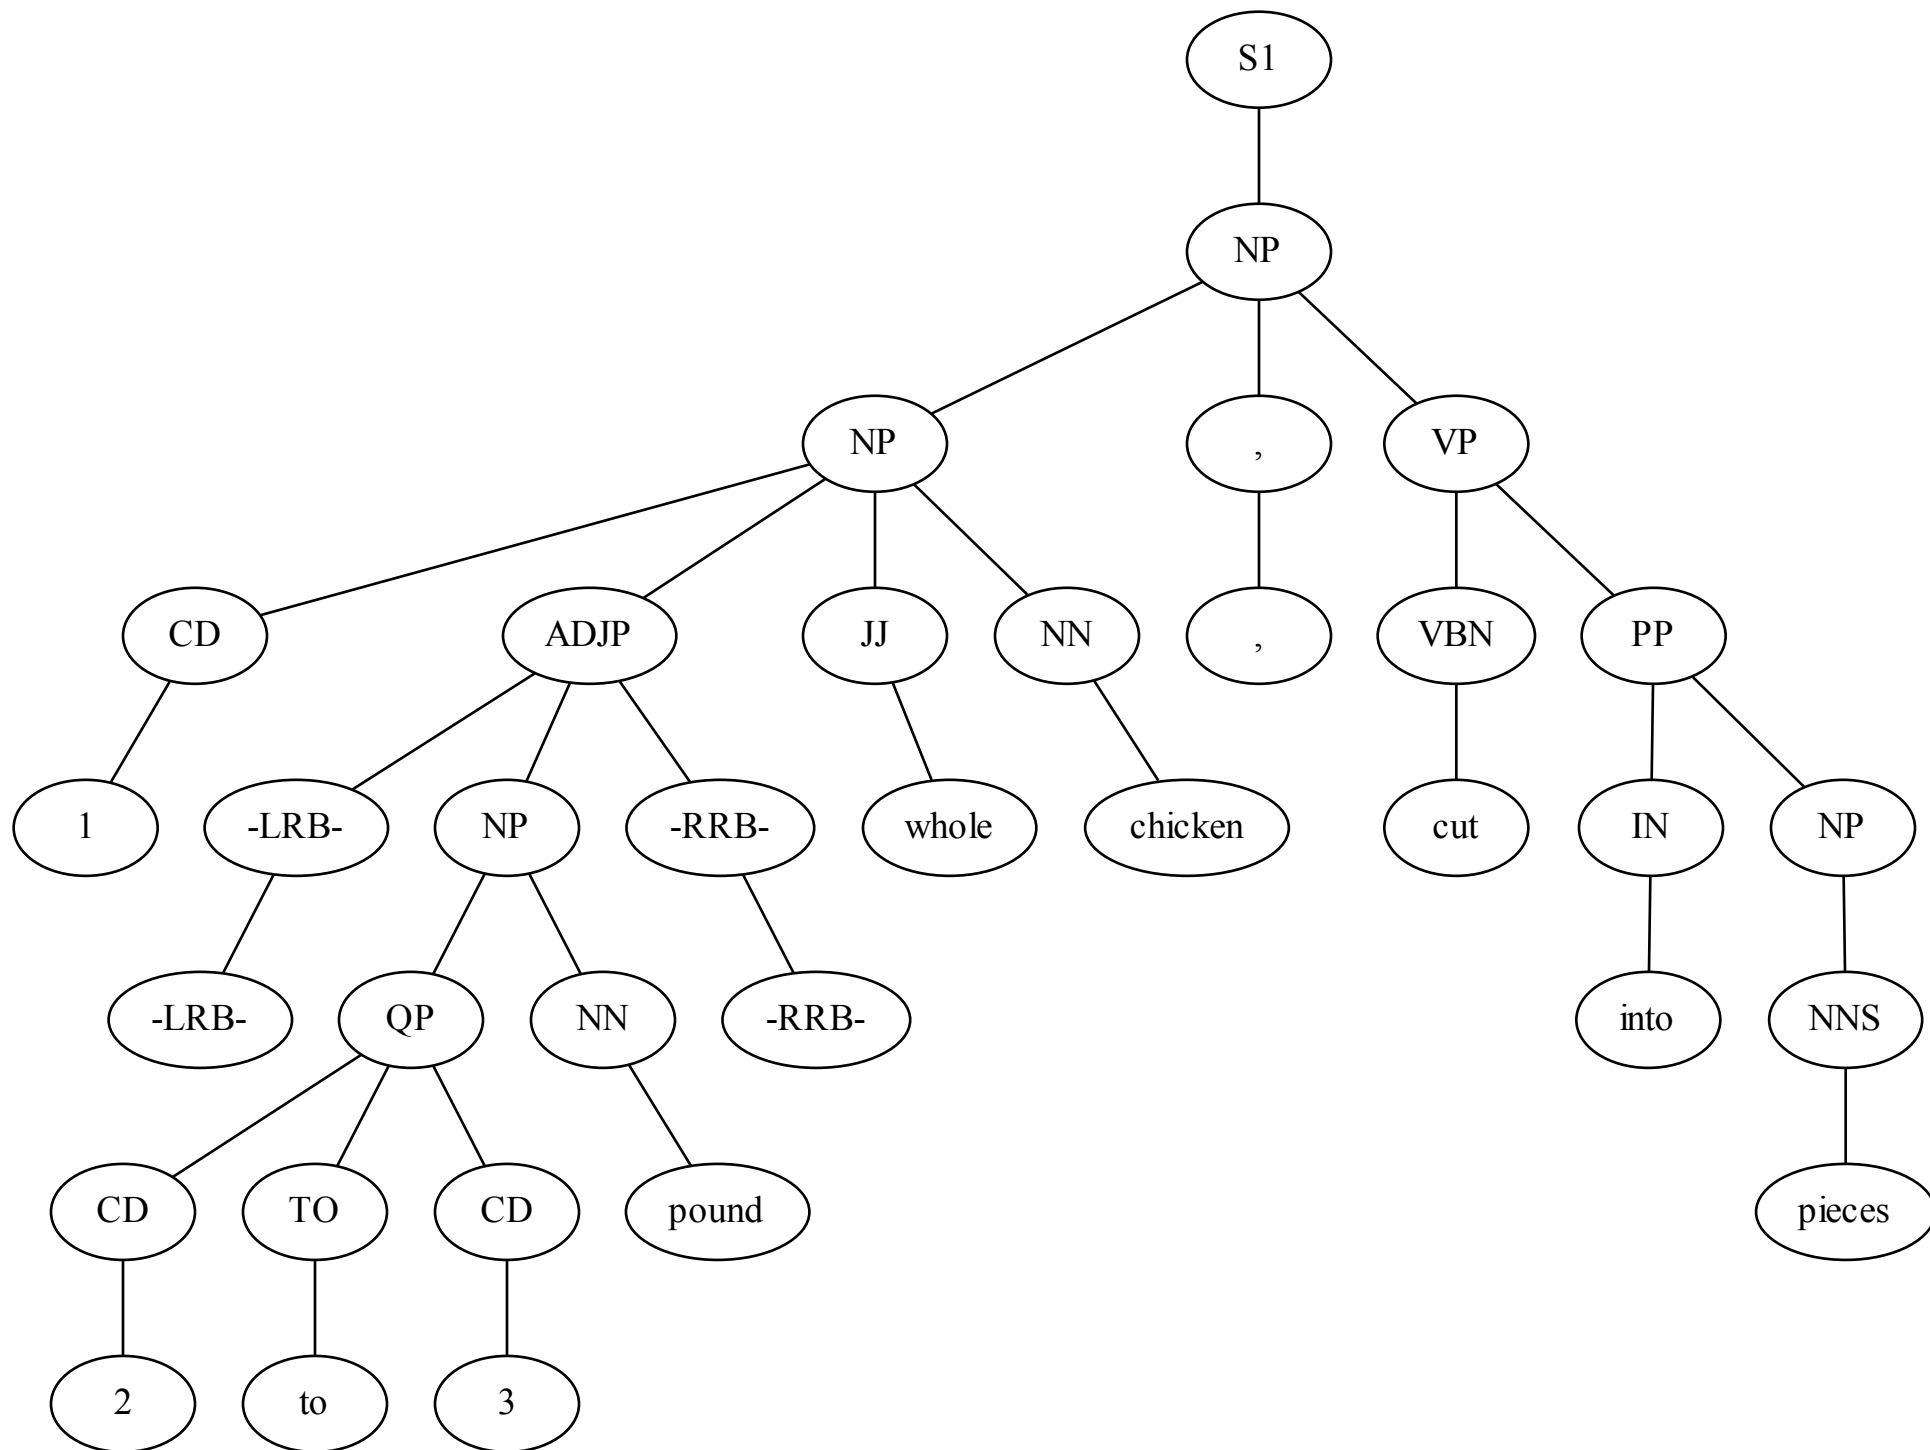 S1
NP
NP , VP
CD ADJP JJ NN , VBN PP
1 -LRB- NP -RRB- whole chicken cut IN NP
-LRB- QP NN -RRB- into NNS
CD TO CD pound pieces
2 to 3